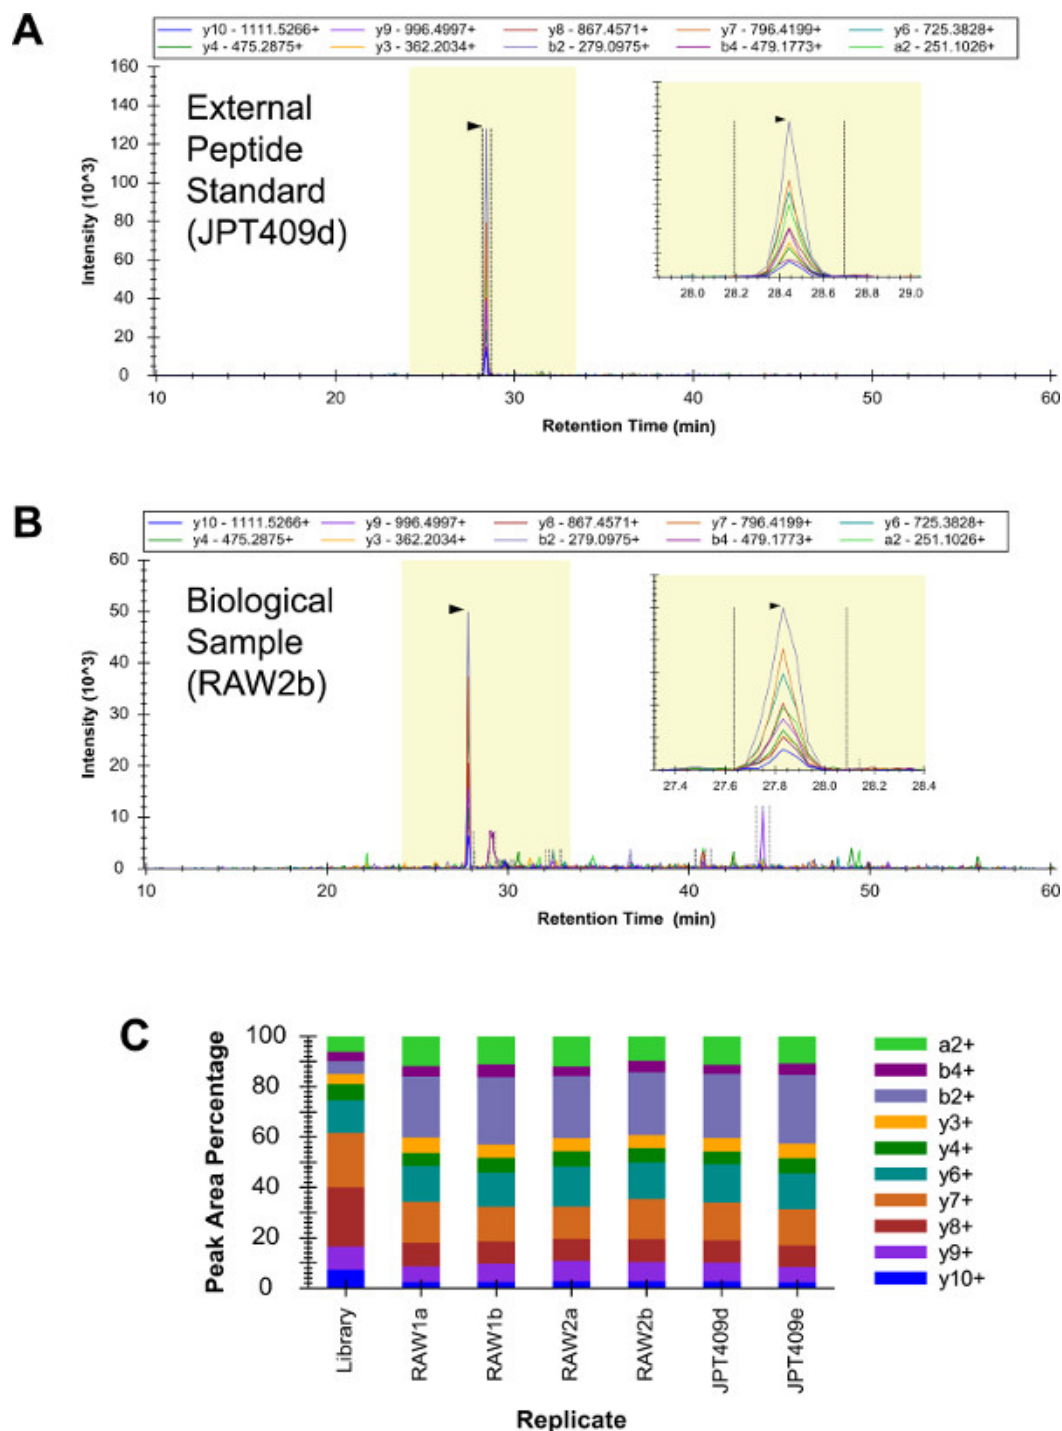 A
y10 - 1111.5266+ y9 - 996.4997+ y8 - 867.4571+ y7 - 796.4199+ y6 - 725.3828+
y4 - 475.2875+ y3 - 362.2034+ b2 - 279.0975+ b4 - 479.1773+ a2 - 251.1026+
Intensity (10^3)
160
140
120
100
80
60
40
20
0
External
Peptide
Standard
(JPT409d)
28.0 28.2 28.4 28.6 28.8 29.0
10 20 30 40 50 60
Retention Time (min)
B
y10 - 1111.5266+ y9 - 996.4997+ y8 - 867.4571+ y7 - 796.4199+ y6 - 725.3828+
y4 - 475.2875+ y3 - 362.2034+ b2 - 279.0975+ b4 - 479.1773+ a2 - 251.1026+
Intensity (10^3)
60
50
40
30
20
10
0
Biological
Sample
(RAW2b)
27.4 27.6 27.8 28.0 28.2 28.4
10 20 30 40 50 60
Retention Time (min)
C
Peak Area Percentage
100
80
60
40
20
0
Library
RAW1a
RAW1b
RAW2a
RAW2b
JPT409d
JPT409e
Replicate
a2+
b4+
b2+
y3+
y4+
y6+
y7+
y8+
y9+
y10+